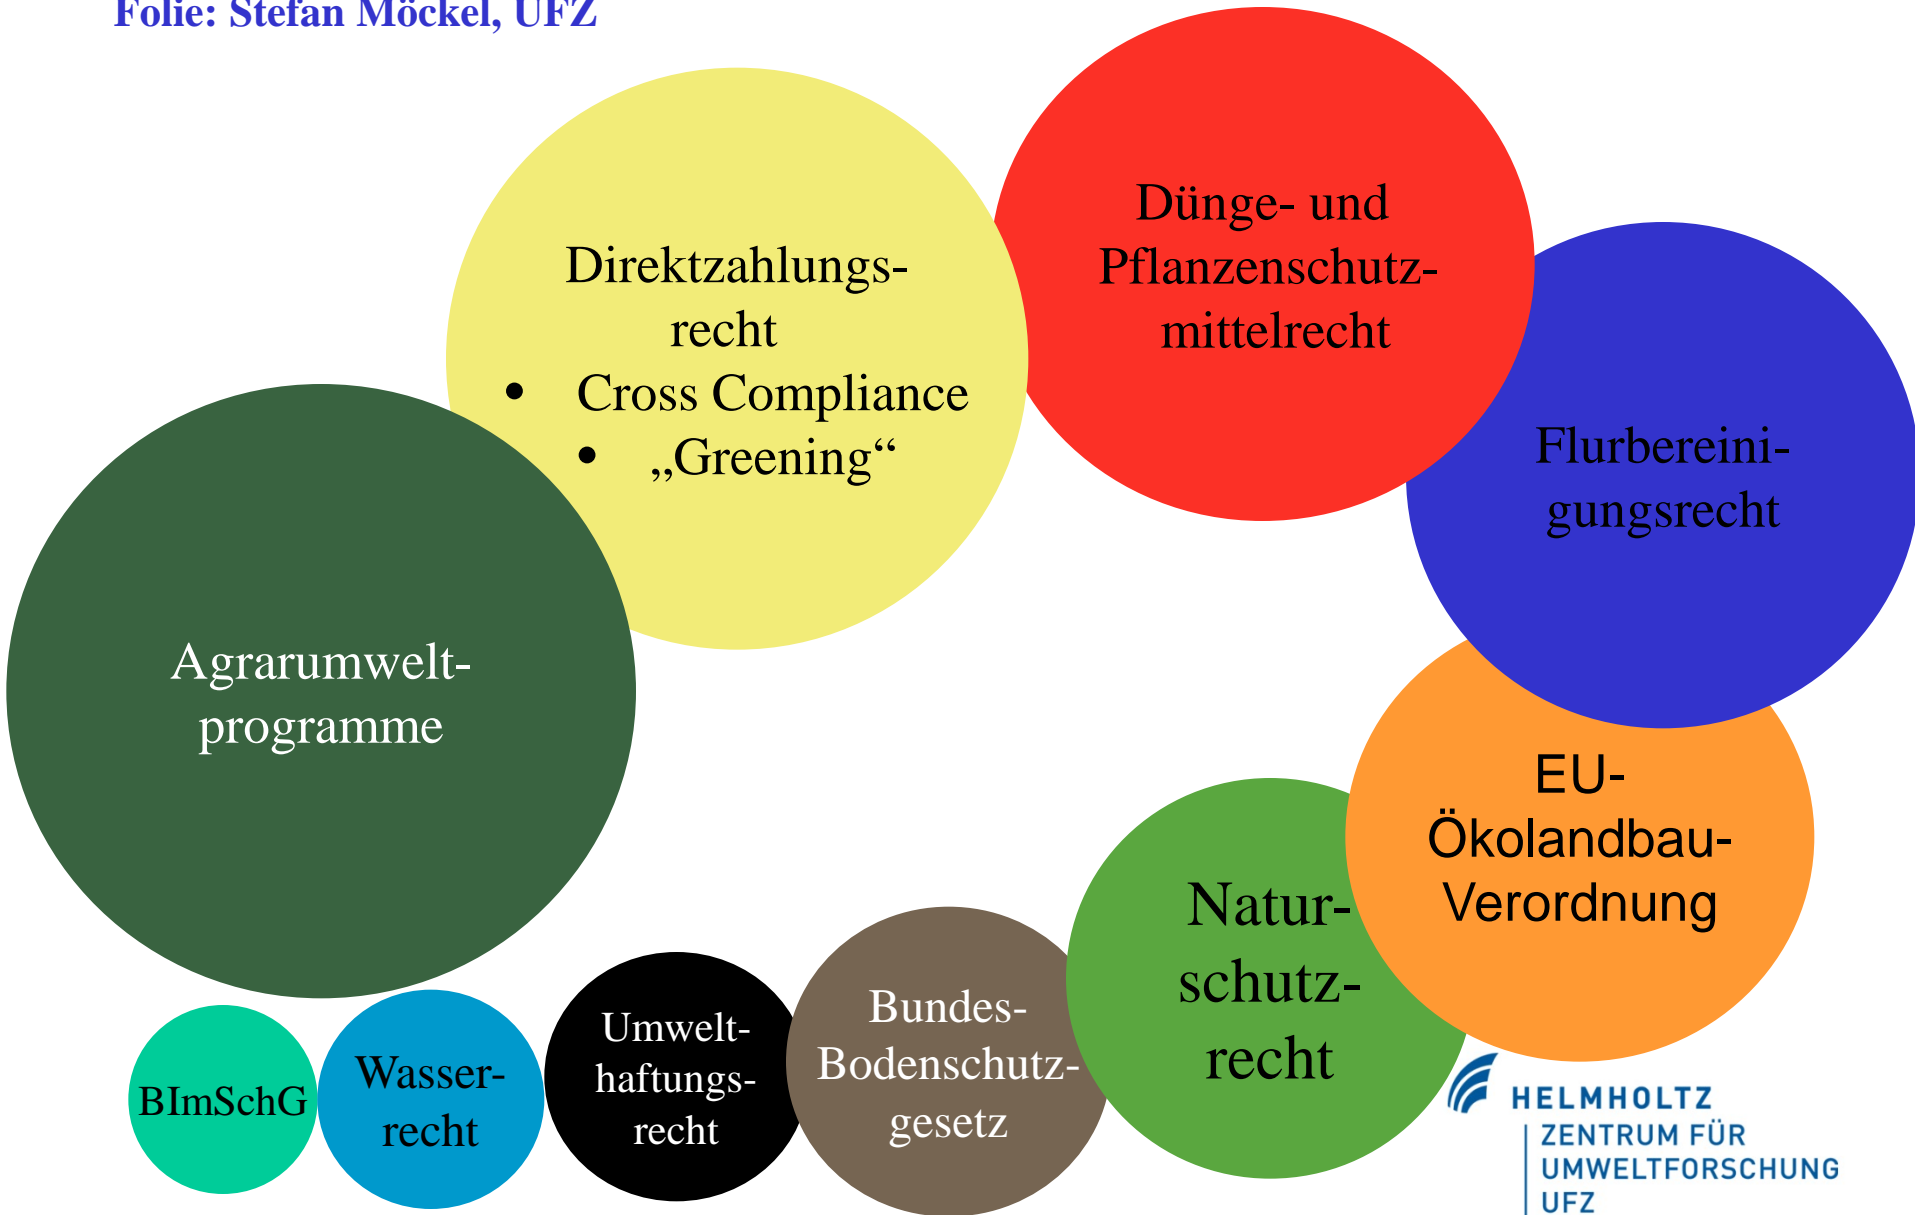 Folie: Stefan Möckel, UFZ
Direktzahlungs-
recht
• Cross Compliance
• „Greening“
Dünge- und
Pflanzenschutz-
mittelrecht
Flurbereini-
gungsrecht
Agrarumwelt-
programme
EU-
Ökolandbau-
Verordnung
Natur-
schutz-
recht
Bundes-
Bodenschutz-
gesetz
Umwelt-
haftungs-
recht
Wasser-
recht
BImSchG
HELMHOLTZ
ZENTRUM FÜR
UMWELTFORSCHUNG
UFZ